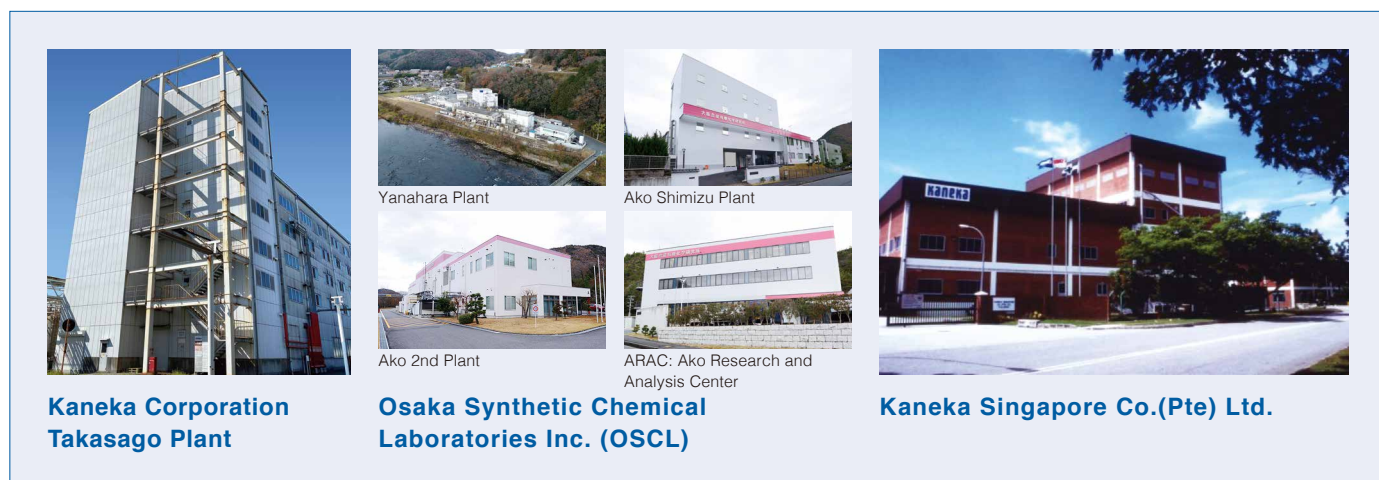 Kaneka
Yanahara Plant
Ako Shimizu Plant
Ako 2nd Plant
ARAC: Ako Research and
Analysis Center
Kaneka Corporation
Takasago Plant
Osaka Synthetic Chemical
Laboratories Inc. (OSCL)
Kaneka Singapore Co.(Pte) Ltd.